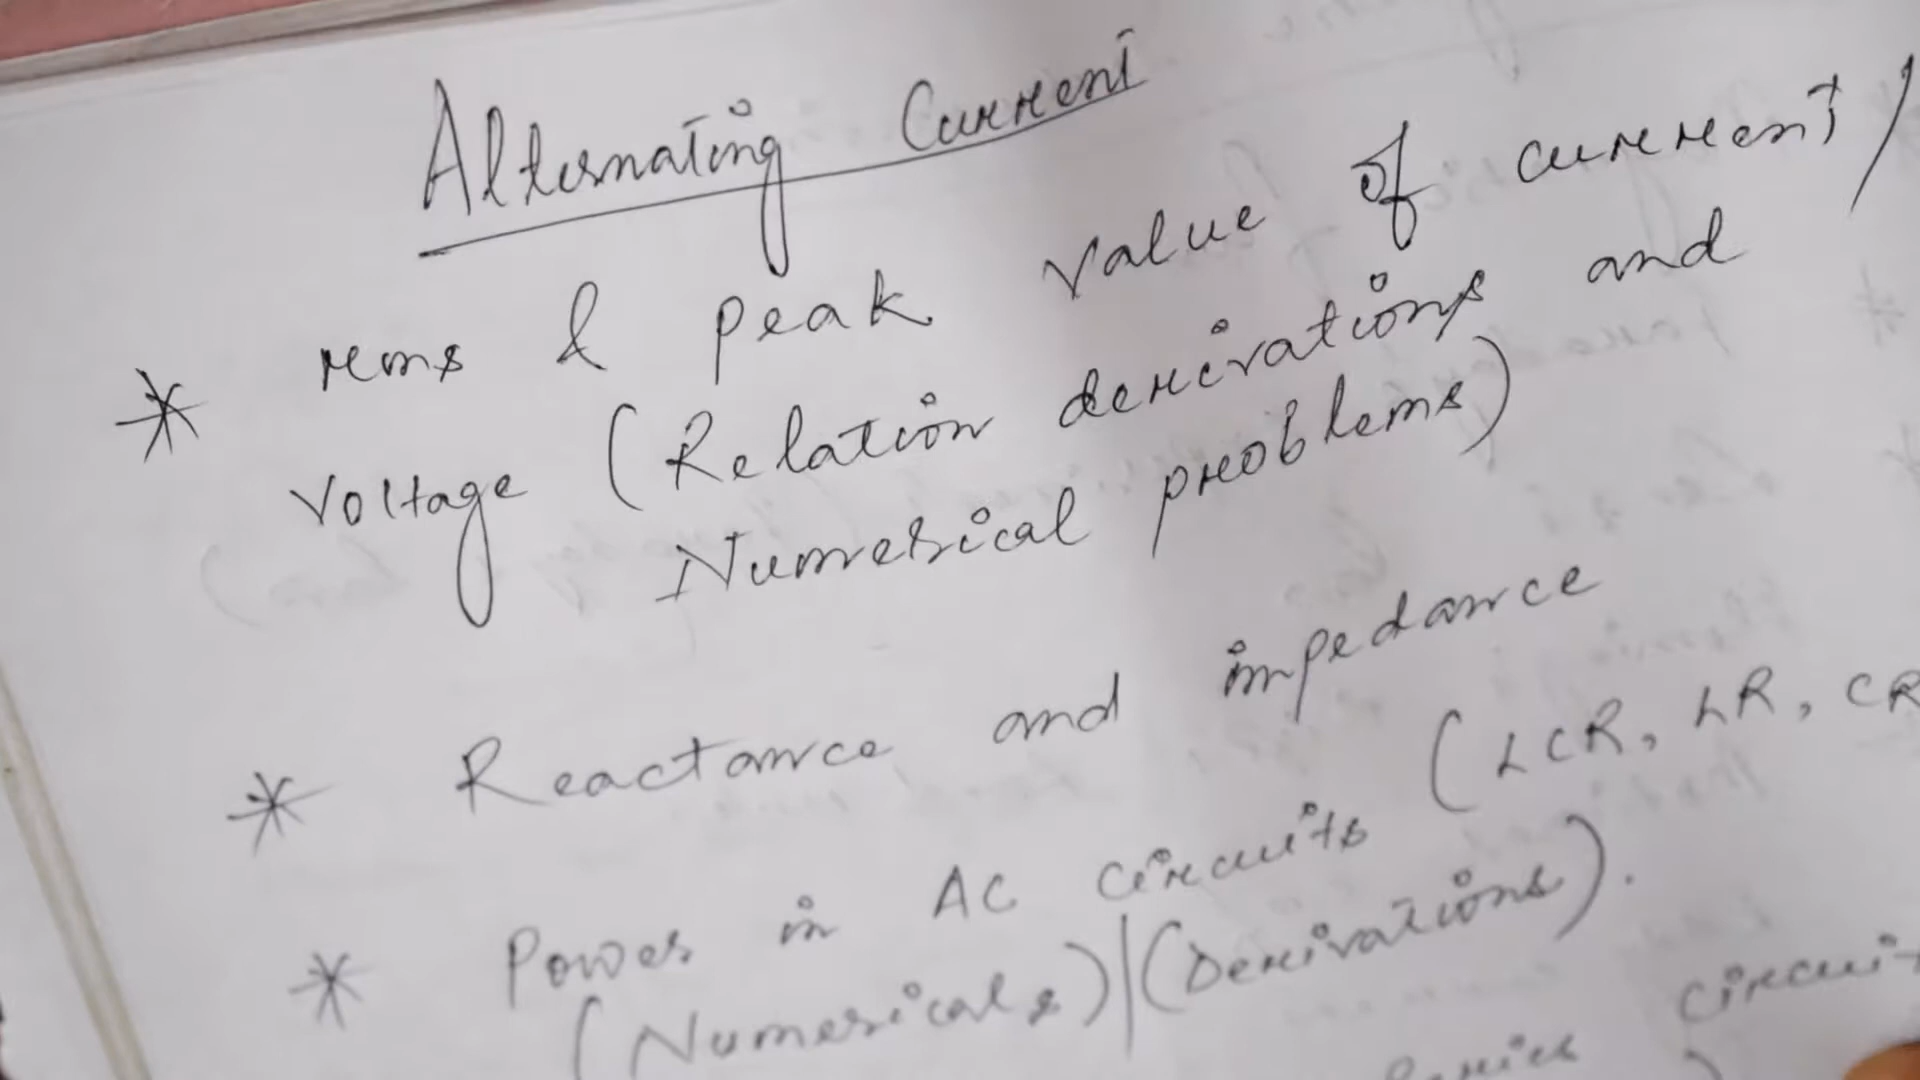 Alternating Current
* rms & peak value of current/
voltage (Relation derivations and
Numerical problems)
* Reactance and impedance
* Power in AC circuits (LCR, LR, CR
(Numericals)|(Derivations).
circuit